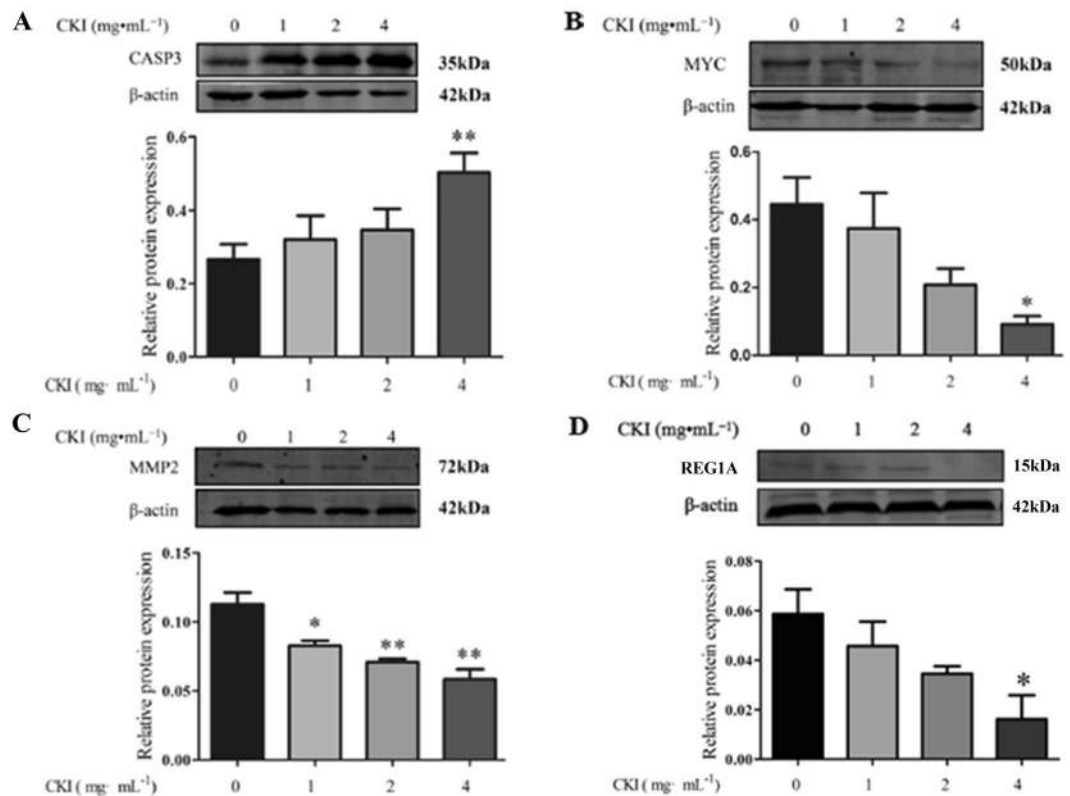 A CKI (mg•mL⁻¹) 0 1 2 4
CASP3 35kDa
β-actin 42kDa
Relative protein expression
0.6
**
0.4
0.2
0.0
CKI ( mg· mL⁻¹) 0 1 2 4
B CKI (mg•mL⁻¹) 0 1 2 4
MYC 50kDa
β-actin 42kDa
Relative protein expression
0.6
0.4
0.2
*
0.0
CKI ( mg· mL⁻¹) 0 1 2 4
C CKI (mg•mL⁻¹) 0 1 2 4
MMP2 72kDa
β-actin 42kDa
Relative protein expression
0.15
0.10
* ** **
0.05
0.00
CKI ( mg· mL⁻¹) 0 1 2 4
D CKI (mg•mL⁻¹) 0 1 2 4
REG1A 15kDa
β-actin 42kDa
Relative protein expression
0.08
0.06
0.04
*
0.02
0.00
CKI ( mg· mL⁻¹) 0 1 2 4